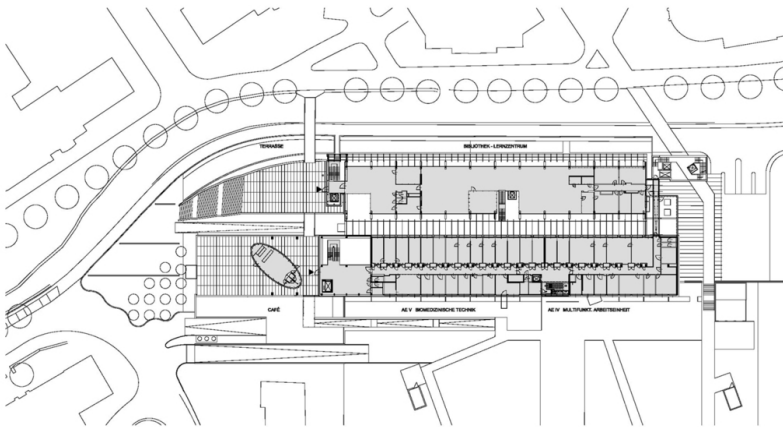 TERRASSE
BIBLIOTHEK - LERNZENTRUM
CAFÉ
AE V BIOMEDIZINISCHE TECHNIK
AE IV MULTIFUNKT. ARBEITSEINHEIT